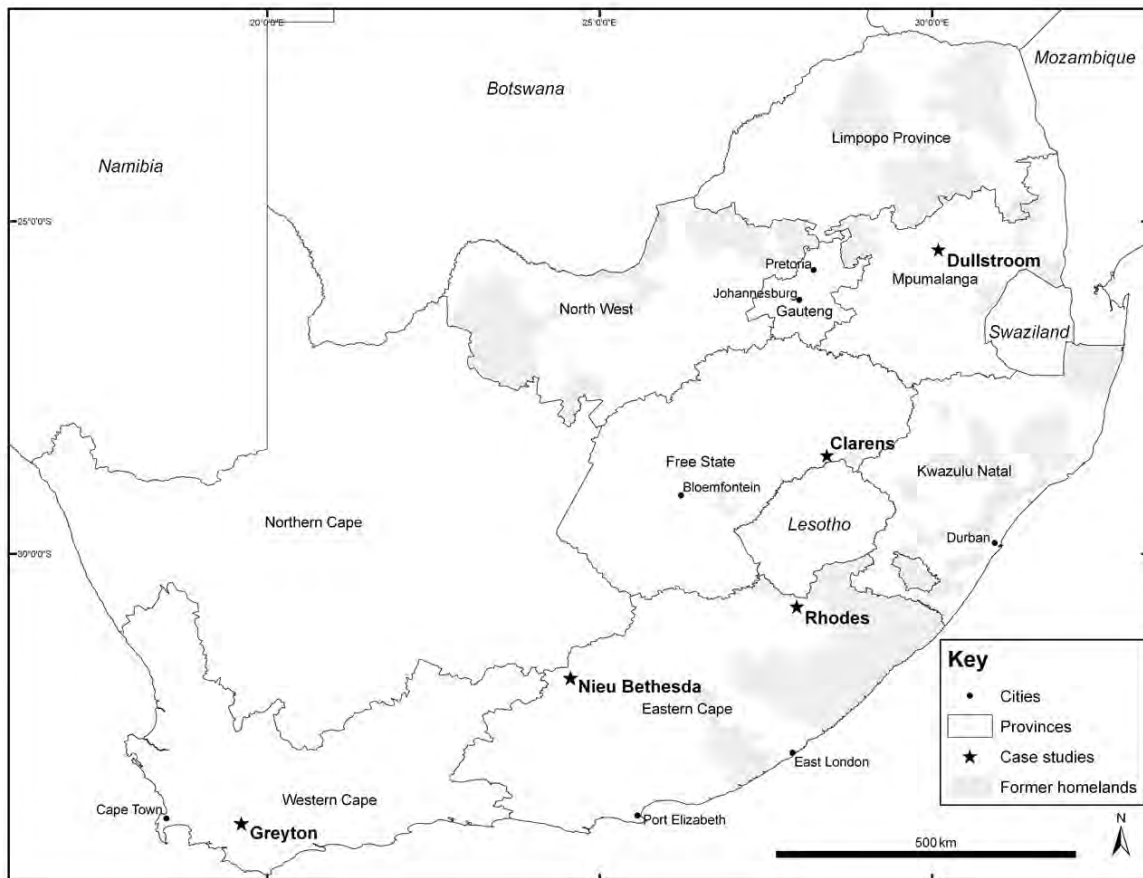 20°0'0"E
25°0'0"E
30°0'0"E
Mozambique
Botswana
Limpopo Province
Namibia
25°0'0"S
Dullstroom
Pretoria
Mpumalanga
Johannesburg
North West
Gauteng
Swaziland
Clarens
Free State
Kwazulu Natal
Bloemfontein
Northern Cape
Lesotho
Durban
30°0'0"S
Rhodes
Nieu Bethesda
Eastern Cape
East London
Western Cape
Cape Town
Port Elizabeth
Greyton
Key
Cities
Provinces
Case studies
Former homelands
N
500 km